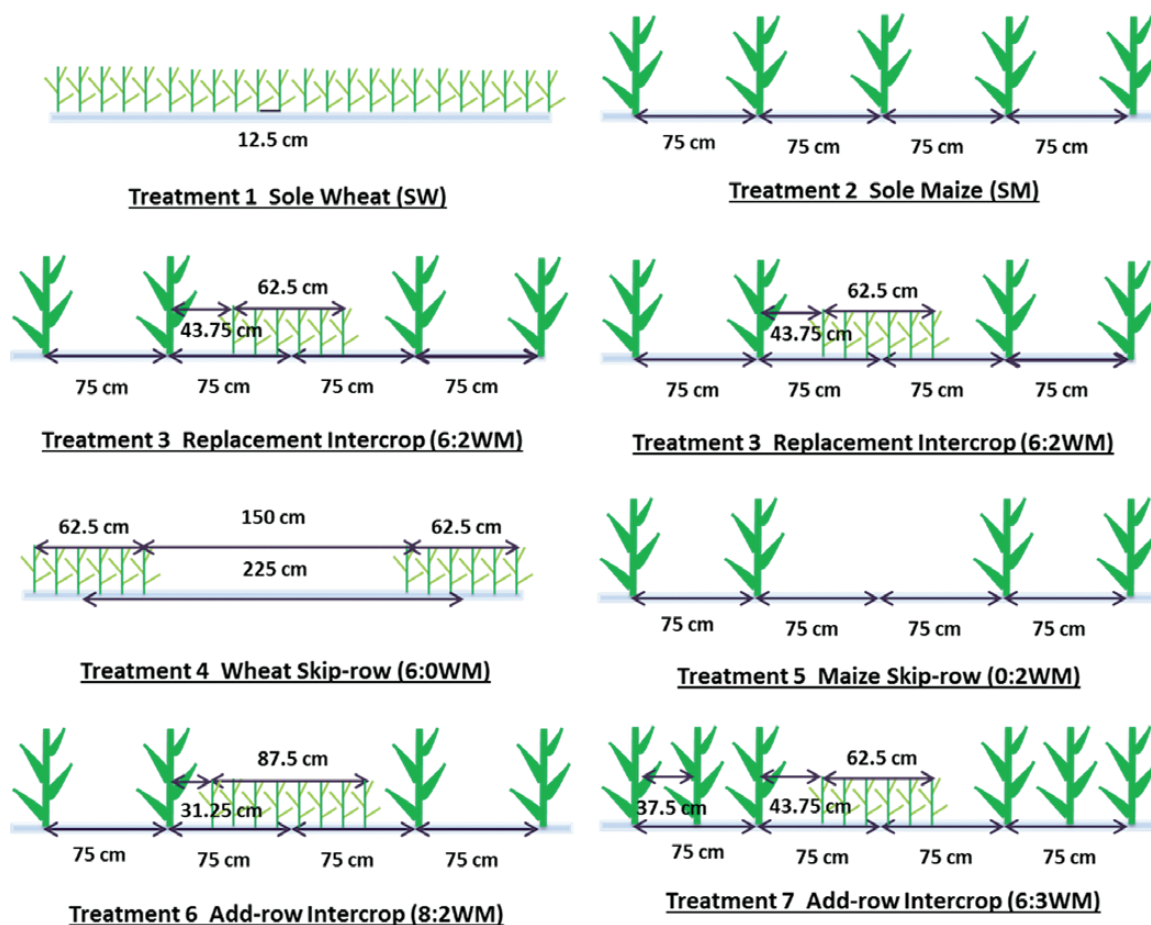 12.5 cm
Treatment 1 Sole Wheat (SW)
75 cm 75 cm 75 cm 75 cm
Treatment 2 Sole Maize (SM)
62.5 cm
43.75 cm
75 cm 75 cm 75 cm 75 cm
Treatment 3 Replacement Intercrop (6:2WM)
62.5 cm
43.75 cm
75 cm 75 cm 75 cm 75 cm
Treatment 3 Replacement Intercrop (6:2WM)
62.5 cm 150 cm 62.5 cm
225 cm
Treatment 4 Wheat Skip-row (6:0WM)
75 cm 75 cm 75 cm 75 cm
Treatment 5 Maize Skip-row (0:2WM)
87.5 cm
31.25 cm
75 cm 75 cm 75 cm 75 cm
Treatment 6 Add-row Intercrop (8:2WM)
62.5 cm
37.5 cm 43.75 cm
75 cm 75 cm 75 cm 75 cm
Treatment 7 Add-row Intercrop (6:3WM)